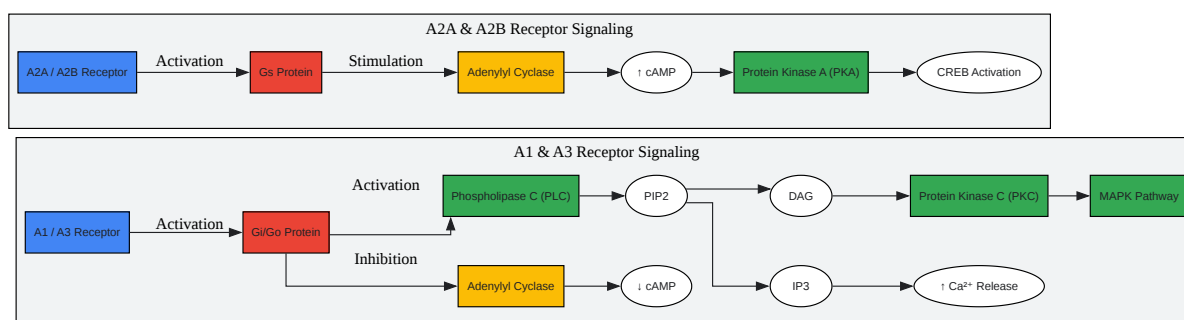 A2A & A2B Receptor Signaling
A2A / A2B Receptor
Activation
Gs Protein
Stimulation
Adenylyl Cyclase
↑ cAMP
Protein Kinase A (PKA)
CREB Activation
A1 & A3 Receptor Signaling
A1 / A3 Receptor
Activation
Gi/Go Protein
Activation
Phospholipase C (PLC)
PIP2
DAG
Protein Kinase C (PKC)
MAPK Pathway
Inhibition
Adenylyl Cyclase
↓ cAMP
IP3
↑ Ca²⁺ Release